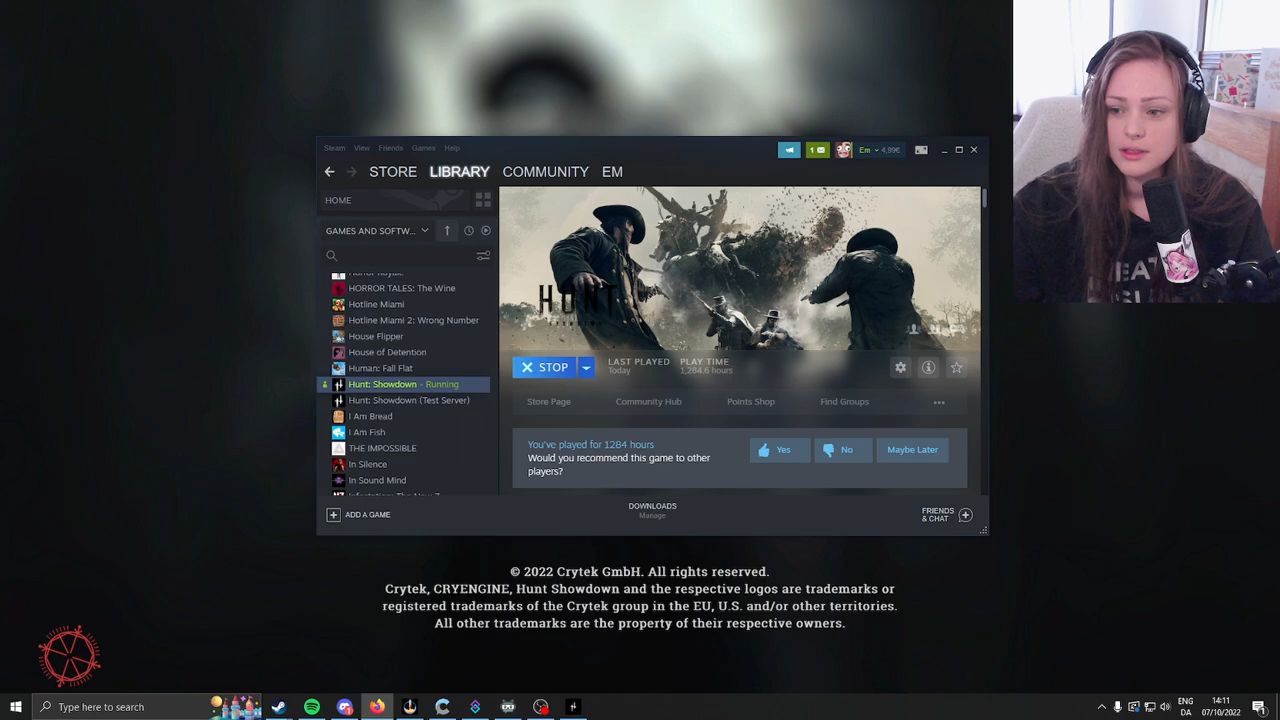 Steam View Friends Games Help
1
Em 4,99€
STORE LIBRARY COMMUNITY EM
HOME
GAMES AND SOFTW...
HORROR TALES: The Wine
Hotline Miami
Hotline Miami 2: Wrong Number
House Flipper
House of Detention
Human: Fall Flat
Hunt: Showdown - Running
Hunt: Showdown (Test Server)
I Am Bread
I Am Fish
THE IMPOSSIBLE
In Silence
In Sound Mind
HUNT
STOP
LAST PLAYED
Today
PLAY TIME
1,284.6 hours
Store Page Community Hub Points Shop Find Groups
You've played for 1284 hours
Would you recommend this game to other
players?
Yes No Maybe Later
ADD A GAME
DOWNLOADS
Manage
FRIENDS
& CHAT
© 2022 Crytek GmbH. All rights reserved.
Crytek, CRYENGINE, Hunt Showdown and the respective logos are trademarks or
registered trademarks of the Crytek group in the EU, U.S. and/or other territories.
All other trademarks are the property of their respective owners.
Type here to search
ENG
DA
14:11
07/10/2022
1